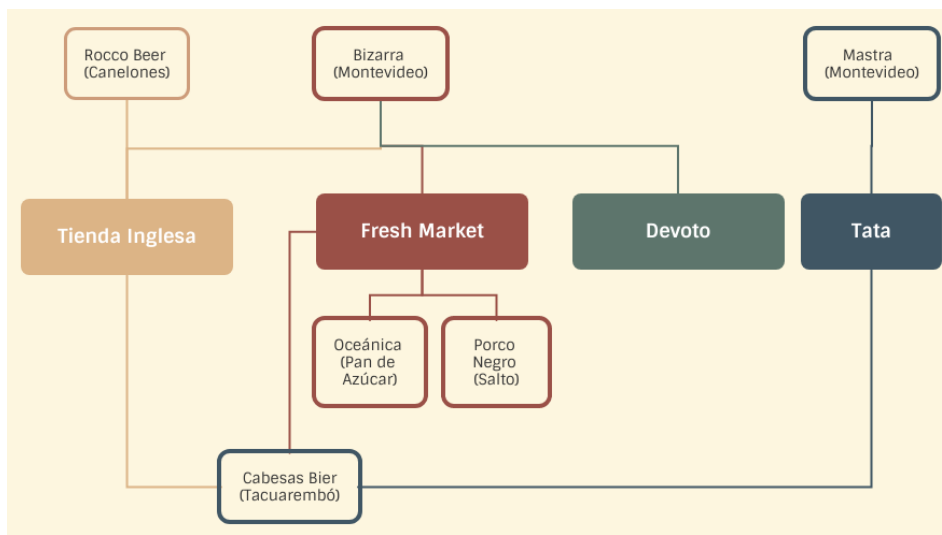 Rocco Beer
(Canelones)
Bizarra
(Montevideo)
Mastra
(Montevideo)
Tienda Inglesa
Fresh Market
Devoto
Tata
Oceánica
(Pan de
Azúcar)
Porco
Negro
(Salto)
Cabesas Bier
(Tacuarembó)